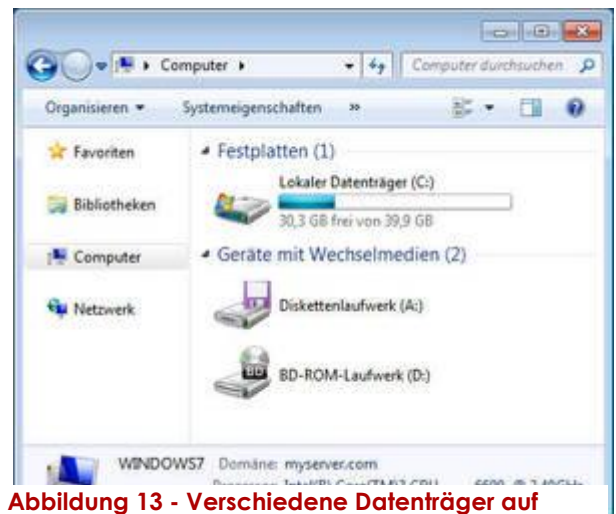 Computer
Computer durchsuchen
Organisieren Systemeigenschaften »
Favoriten
Bibliotheken
Computer
Netzwerk
Festplatten (1)
Lokaler Datenträger (C:)
30,3 GB frei von 39,9 GB
Geräte mit Wechselmedien (2)
Diskettenlaufwerk (A:)
BD
BD-ROM-Laufwerk (D:)
WINDOWS7 Domäne: myserver.com
Abbildung 13 - Verschiedene Datenträger auf